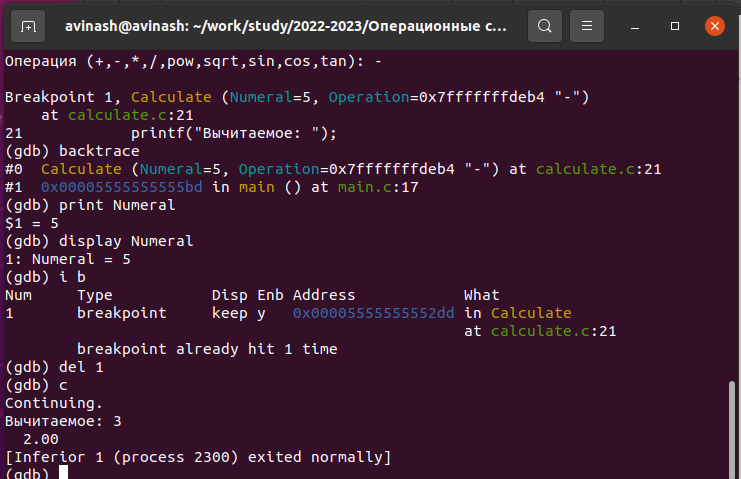 avinash@avinash: ~/work/study/2022-2023/Операционные с...
Операция (+,-,*,/,pow,sqrt,sin,cos,tan): -
Breakpoint 1, Calculate (Numeral=5, Operation=0x7fffffffdeb4 "-")
    at calculate.c:21
21            printf("Вычитаемое: ");
(gdb) backtrace
#0  Calculate (Numeral=5, Operation=0x7fffffffdeb4 "-") at calculate.c:21
#1  0x00005555555555bd in main () at main.c:17
(gdb) print Numeral
$1 = 5
(gdb) display Numeral
1: Numeral = 5
(gdb) i b
Num     Type           Disp Enb Address            What
1       breakpoint     keep y   0x00005555555552dd in Calculate
                                                   at calculate.c:21
        breakpoint already hit 1 time
(gdb) del 1
(gdb) c
Continuing.
Вычитаемое: 3
  2.00
[Inferior 1 (process 2300) exited normally]
(gdb)